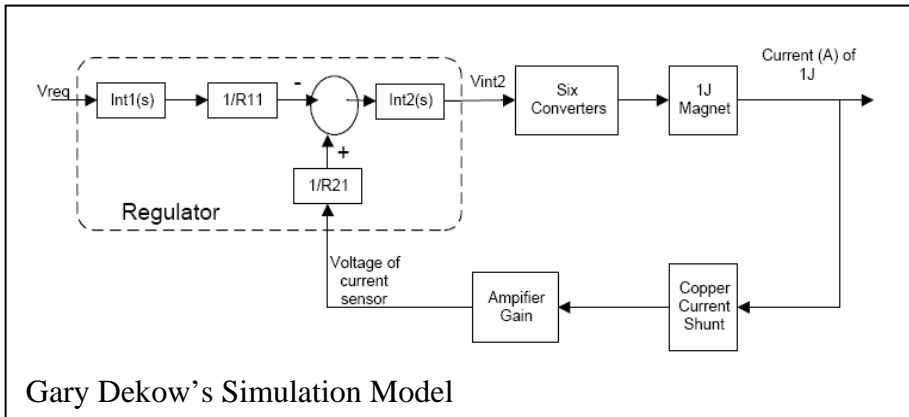 Vreq
Int1(s)
1/R11
-
Int2(s)
Vint2
Six
Converters
1J
Magnet
Current (A) of
1J
+
1/R21
Regulator
Voltage of
current
sensor
Ampifier
Gain
Copper
Current
Shunt
Gary Dekow's Simulation Model